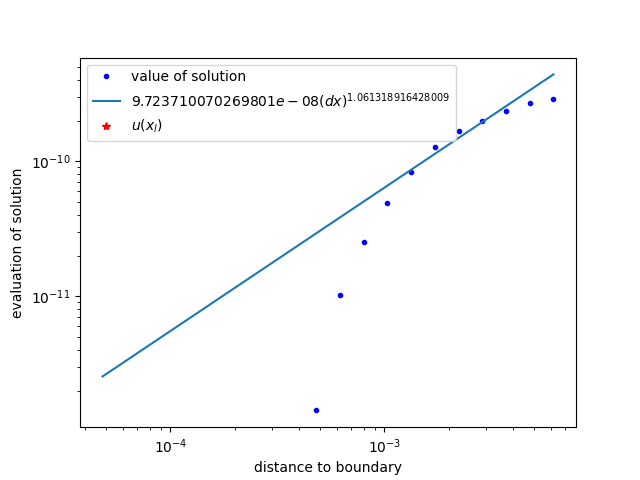 value of solution
9.723710070269801e − 08(dx)^1.061318916428009
u(x_l)
10^−10
10^−11
evaluation of solution
10^−4 10^−3
distance to boundary